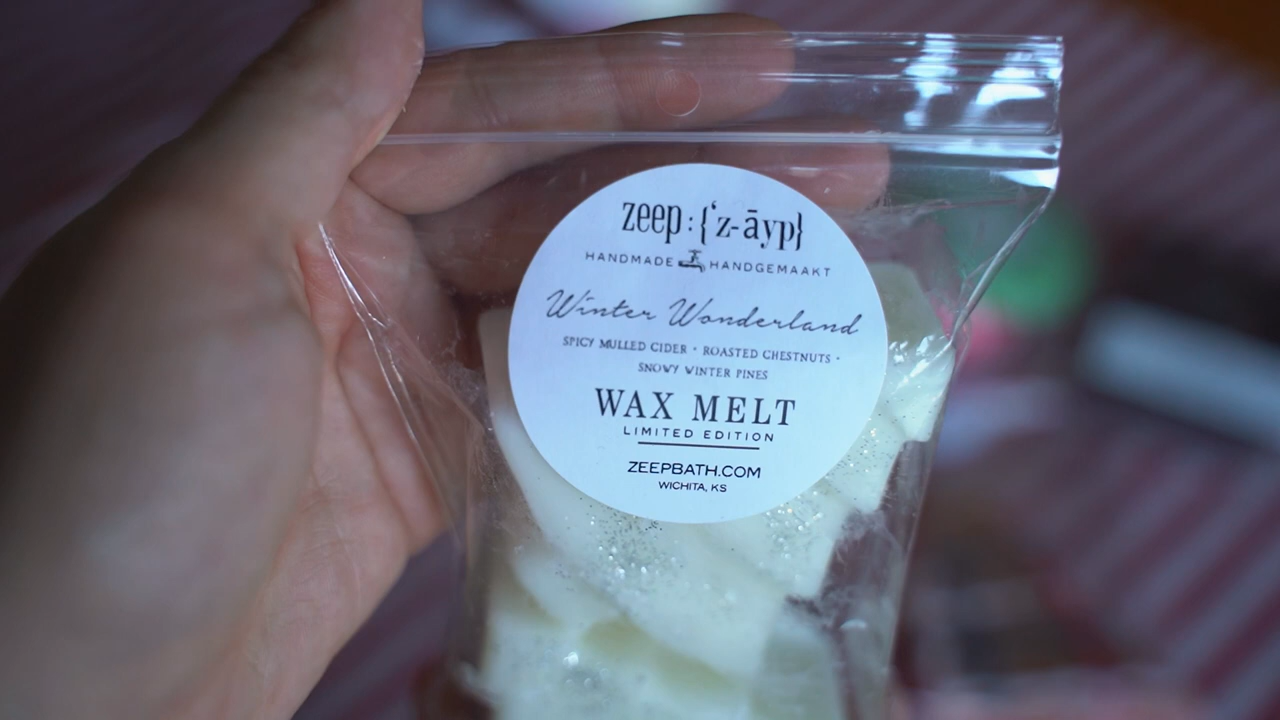 zeep:{'z-āyp}
HANDMADE HANDGEMAAKT
Winter Wonderland
SPICY MULLED CIDER • ROASTED CHESTNUTS •
SNOWY WINTER PINES
WAX MELT
LIMITED EDITION
ZEEPBATH.COM
WICHITA, KS